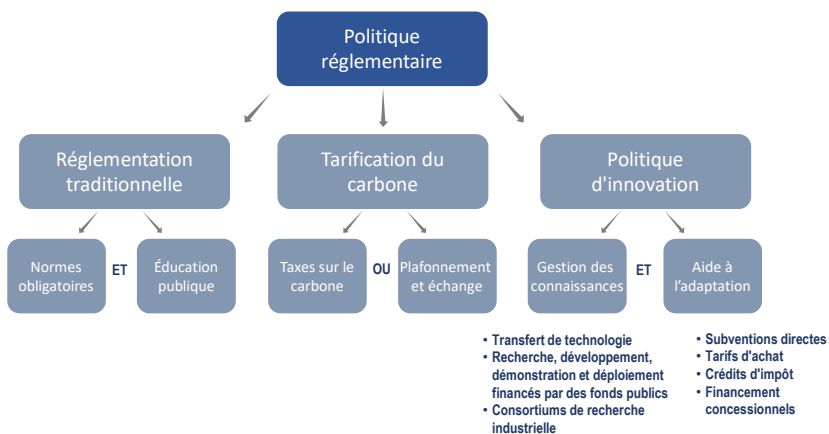 Politique
réglementaire
Réglementation
traditionnelle
Tarification du
carbone
Politique
d'innovation
Normes
obligatoires
ET
Éducation
publique
Taxes sur le
carbone
OU
Plafonnement
et échange
Gestion des
connaissances
ET
Aide à
l'adaptation
• Transfert de technologie
• Recherche, développement,
démonstration et déploiement
financés par des fonds publics
• Consortiums de recherche
industrielle
• Subventions directes
• Tarifs d'achat
• Crédits d'impôt
• Financement
concessionnels